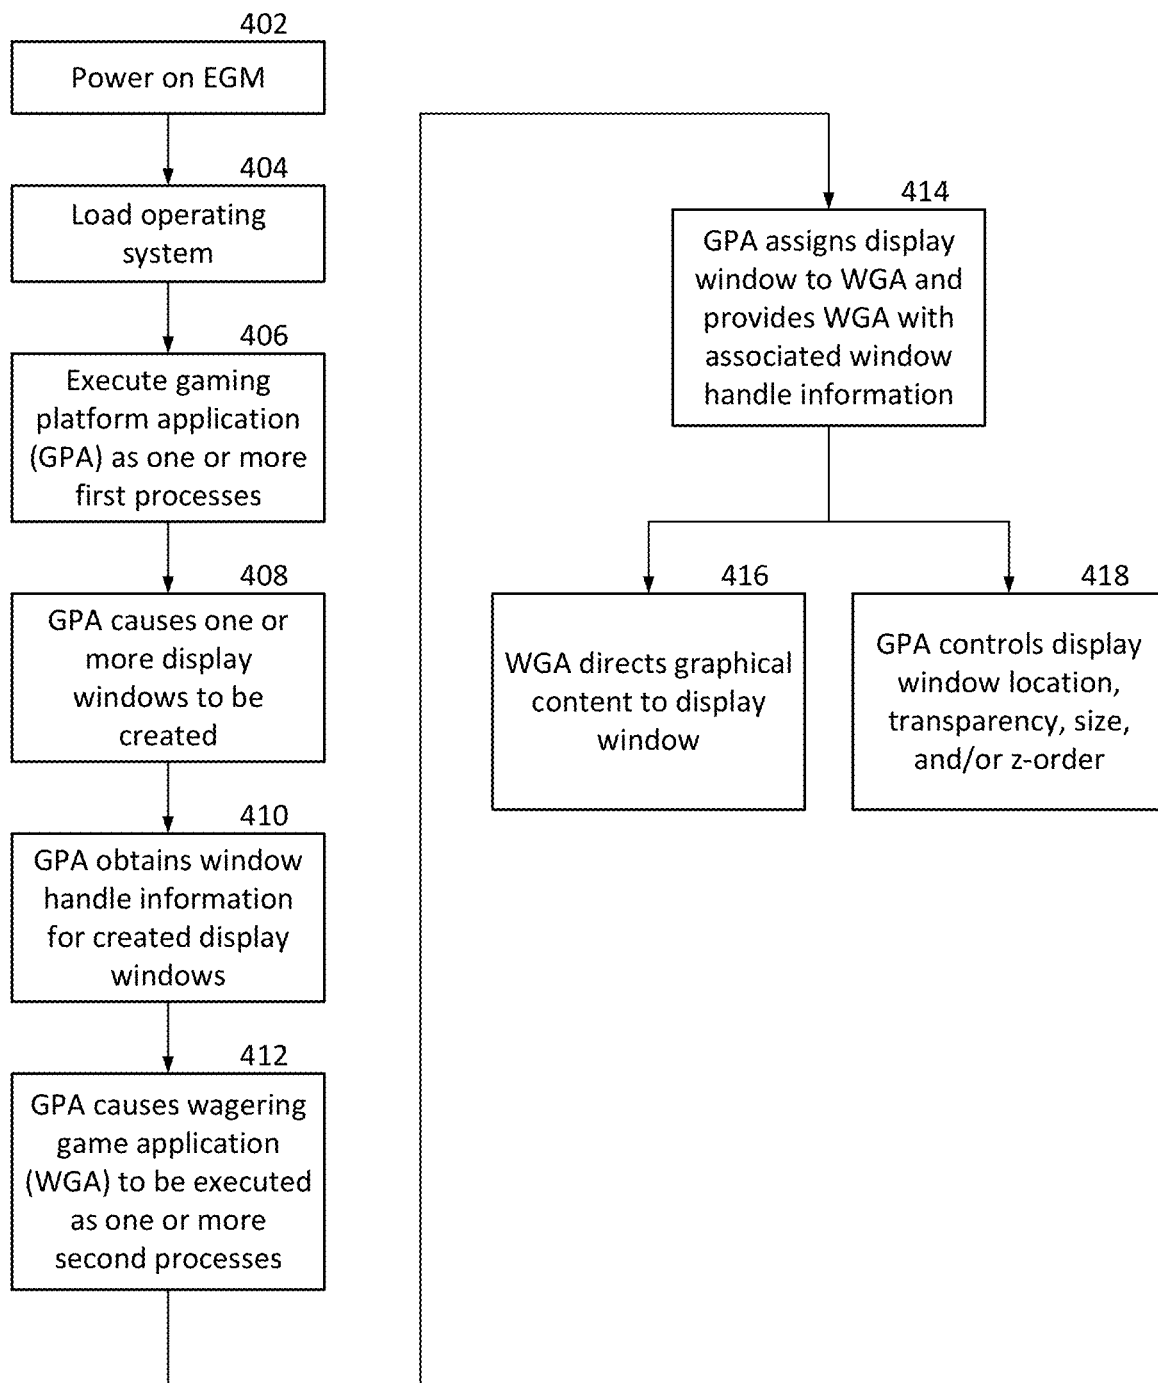 402
Power on EGM
404
Load operating
system
406
Execute gaming
platform application
(GPA) as one or more
first processes
408
GPA causes one or
more display
windows to be
created
410
GPA obtains window
handle information
for created display
windows
412
GPA causes wagering
game application
(WGA) to be executed
as one or more
second processes
414
GPA assigns display
window to WGA and
provides WGA with
associated window
handle information
416
WGA directs graphical
content to display
window
418
GPA controls display
window location,
transparency, size,
and/or z-order